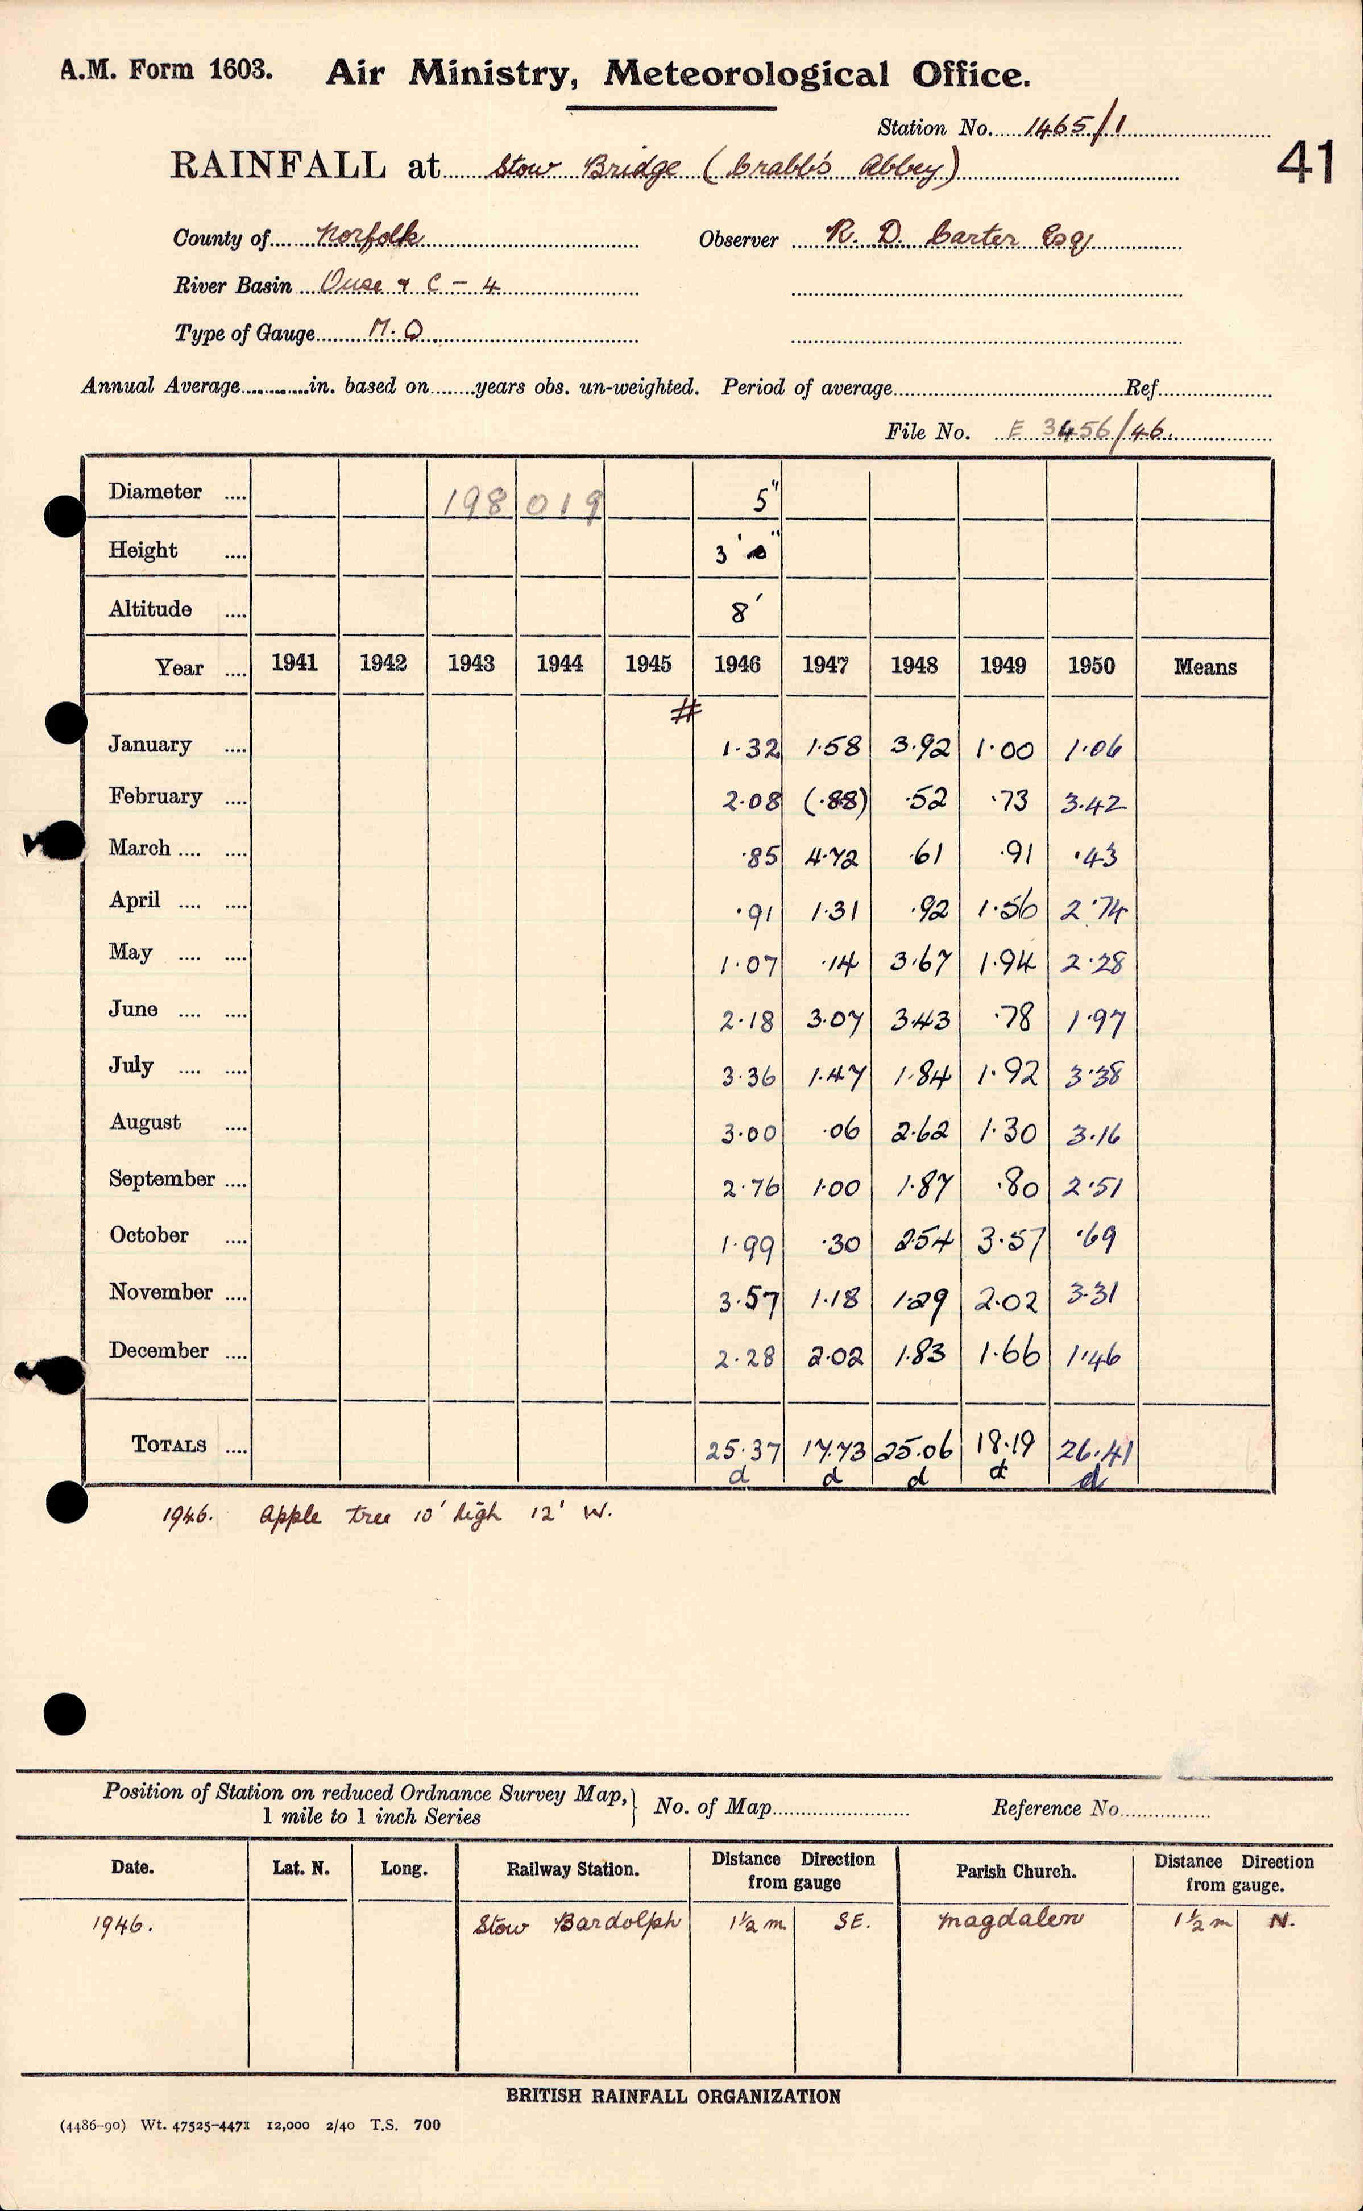 A.M. Form 1603. Air Ministry, Meteorological Office.
Station No. 1465/1
41
RAINFALL at Stow Bridge (Crabb's Abbey)
County of Norfolk Observer R. D. Carter Esq
River Basin Ouse & C - 4
Type of Gauge M.O.
Annual Average in. based on years obs. un-weighted. Period of average Ref
File No. E 3456/46.
Diameter .... 198 019 5"
Height .... 3' "
Altitude .... 8'
Year .... 1941 1942 1943 1944 1945 1946 1947 1948 1949 1950 Means
#
January .... 1.32 1.58 3.92 1.00 1.06
February .... 2.08 (.88) .52 .73 3.42
March .... .... .85 4.72 .61 .91 .43
April .... .... .91 1.31 .92 1.56 2.74
May .... .... 1.07 .14 3.67 1.94 2.28
June .... .... 2.18 3.07 3.43 .78 1.97
July .... .... 3.36 1.47 1.84 1.92 3.38
August .... 3.00 .06 2.62 1.30 3.16
September .... 2.76 1.00 1.87 .80 2.51
October .... 1.99 .30 2.54 3.57 .69
November .... 3.57 1.18 1.29 2.02 3.31
December .... 2.28 2.02 1.83 1.66 1.46
TOTALS .... 25.37 17.73 25.06 18.19 26.41
d d d d d
1946. Apple tree 10' high 12' W.
Position of Station on reduced Ordnance Survey Map,} No. of Map Reference No.
1 mile to 1 inch Series
Date. Lat. N. Long. Railway Station. Distance Direction from gauge Parish Church. Distance Direction from gauge.
1946. Stow Bardolph 1½ m SE. Magdalen 1½ m N.
BRITISH RAINFALL ORGANIZATION
(4486-90) Wt. 47525-4471 12,000 2/40 T.S. 700